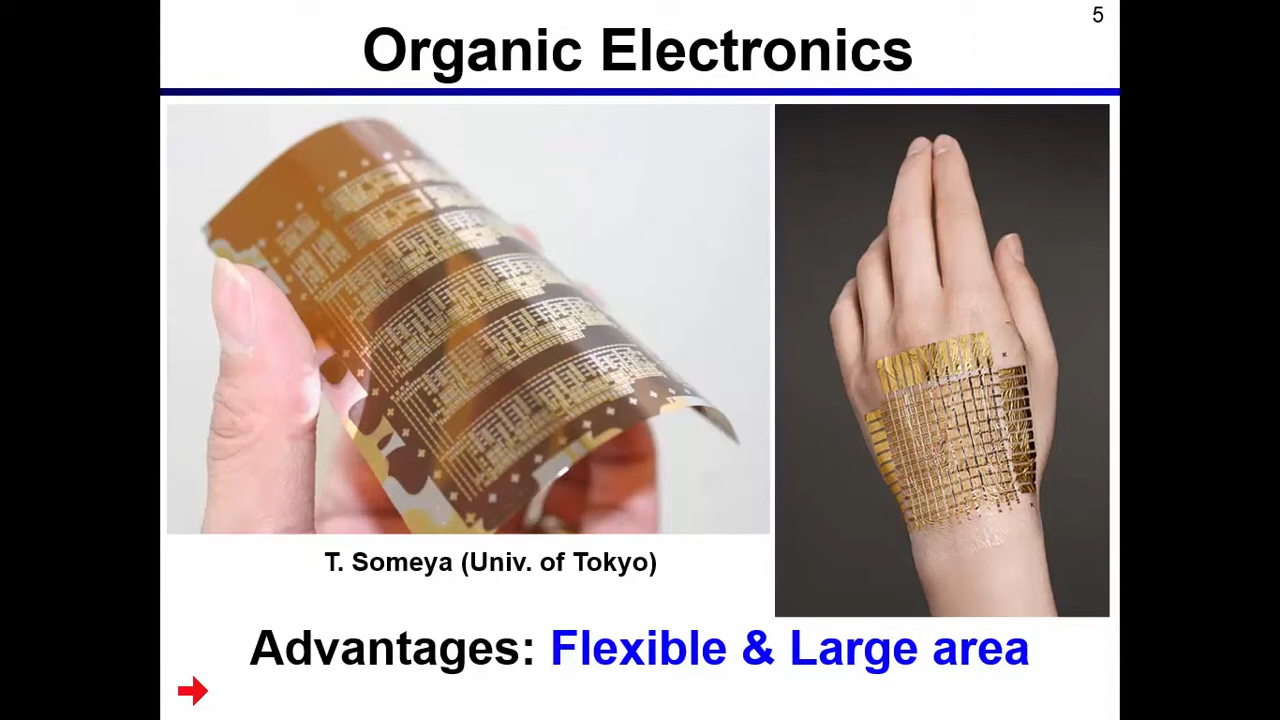 5
Organic Electronics
T. Someya (Univ. of Tokyo)
Advantages: Flexible & Large area